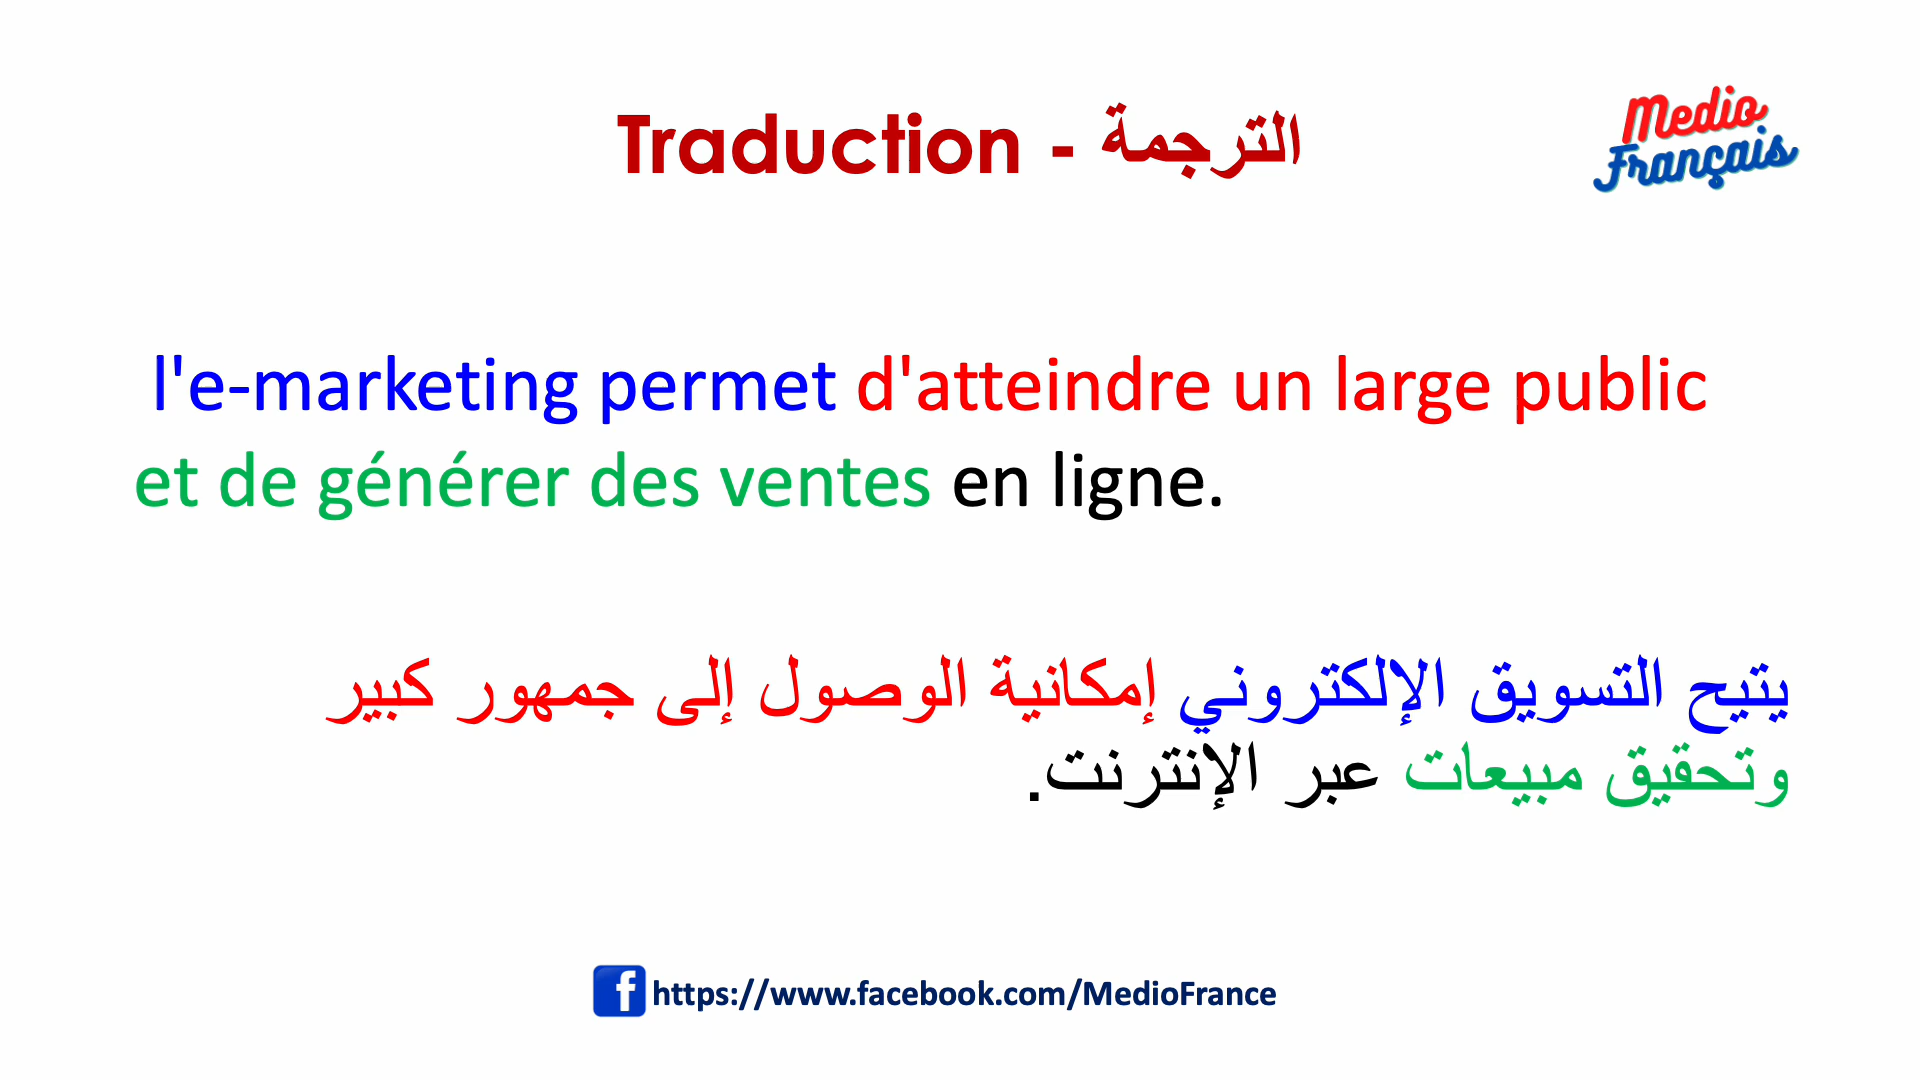 Traduction - الترجمة
Medio
Français
l'e-marketing permet d'atteindre un large public
et de générer des ventes en ligne.
يتيح التسويق الإلكتروني إمكانية الوصول إلى جمهور كبير
وتحقيق مبيعات عبر الإنترنت.
f https://www.facebook.com/MedioFrance